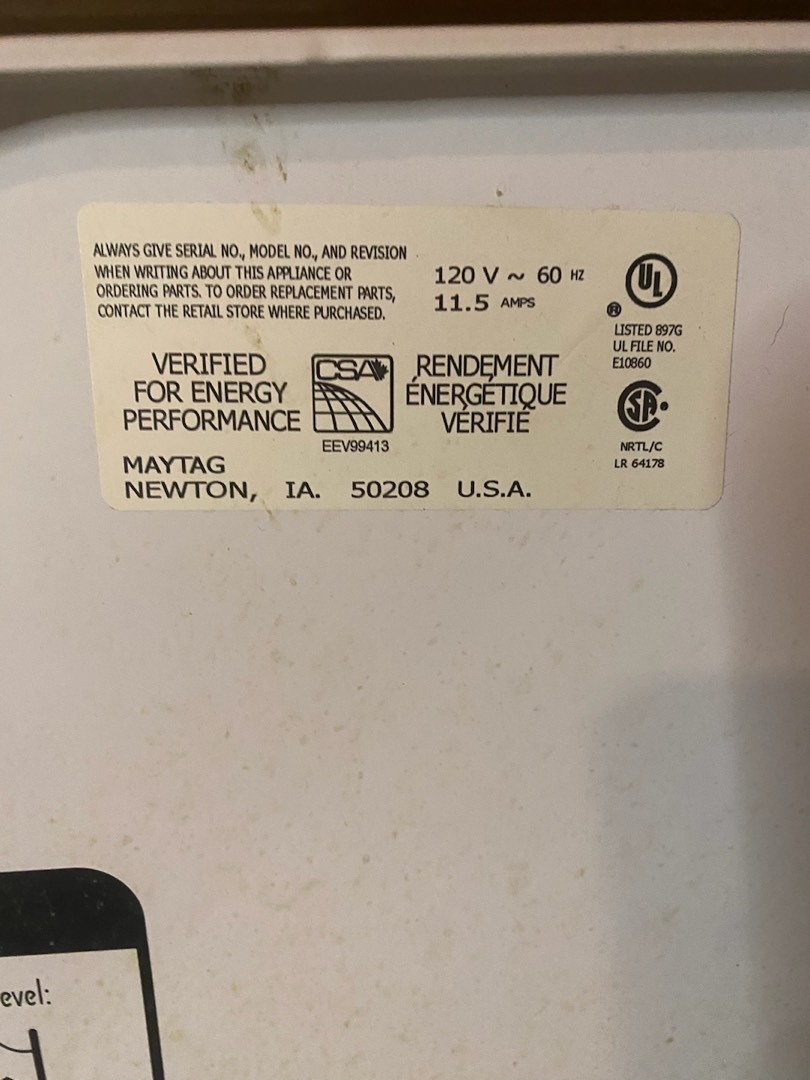 ALWAYS GIVE SERIAL NO., MODEL NO., AND REVISION
WHEN WRITING ABOUT THIS APPLIANCE OR
ORDERING PARTS. TO ORDER REPLACEMENT PARTS,
CONTACT THE RETAIL STORE WHERE PURCHASED.
120 V ~ 60 HZ
11.5 AMPS
UL
®
LISTED 897G
UL FILE NO.
E10860
VERIFIED
FOR ENERGY
PERFORMANCE
CSA
EEV99413
RENDEMENT
ÉNERGÉTIQUE
VÉRIFIÉ
SA
NRTL/C
LR 64178
MAYTAG
NEWTON, IA. 50208 U.S.A.
evel: